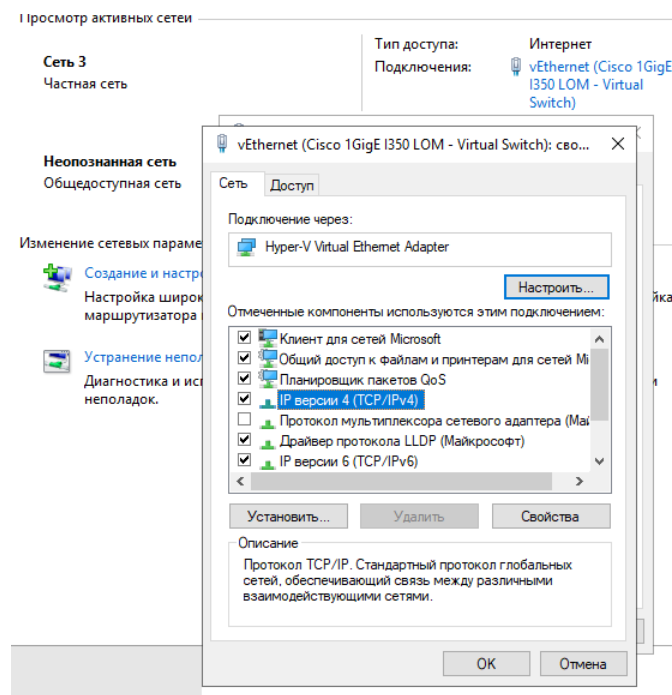 Просмотр активных сетей
Тип доступа: Интернет
Сеть 3
Частная сеть
Подключения: vEthernet (Cisco 1GigE
I350 LOM - Virtual
Switch)
vEthernet (Cisco 1GigE I350 LOM - Virtual Switch): сво...
Неопознанная сеть
Общедоступная сеть
Сеть Доступ
Подключение через:
Изменение сетевых параме
Hyper-V Virtual Ethernet Adapter
Создание и настро
Настроить...
Настройка широк
маршрутизатора
Отмеченные компоненты используются этим подключением:
Клиент для сетей Microsoft
Общий доступ к файлам и принтерам для сетей Mi
Планировщик пакетов QoS
IP версии 4 (TCP/IPv4)
Протокол мультиплексора сетевого адаптера (Май
Драйвер протокола LLDP (Майкрософт)
IP версии 6 (TCP/IPv6)
Устранение непол
Диагностика и исп
неполадок.
Установить... Удалить Свойства
Описание
Протокол TCP/IP. Стандартный протокол глобальных
сетей, обеспечивающий связь между различными
взаимодействующими сетями.
OK Отмена